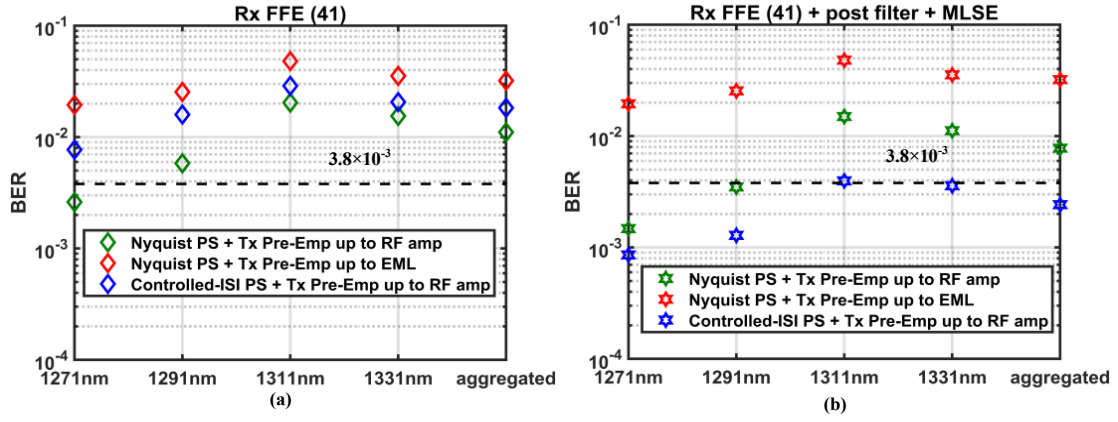 Rx FFE (41)
10⁻¹
10⁻²
10⁻³
10⁻⁴
BER
3.8×10⁻³
Nyquist PS + Tx Pre-Emp up to RF amp
Nyquist PS + Tx Pre-Emp up to EML
Controlled-ISI PS + Tx Pre-Emp up to RF amp
1271nm 1291nm 1311nm 1331nm aggregated
(a)
Rx FFE (41) + post filter + MLSE
10⁻¹
10⁻²
10⁻³
10⁻⁴
BER
3.8×10⁻³
Nyquist PS + Tx Pre-Emp up to RF amp
Nyquist PS + Tx Pre-Emp up to EML
Controlled-ISI PS + Tx Pre-Emp up to RF amp
1271nm 1291nm 1311nm 1331nm aggregated
(b)